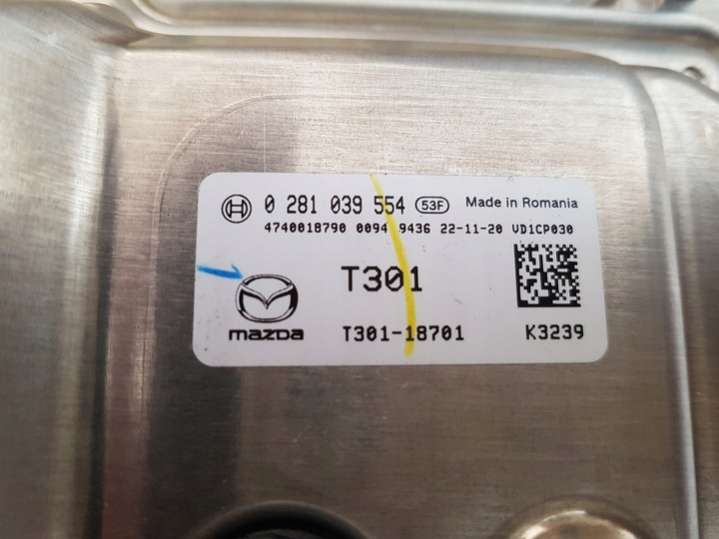 0 281 039 554 53F Made in Romania
4740018790 0094 9436 22-11-20 VD1CP030
T301
mazda
T301-18701 K3239